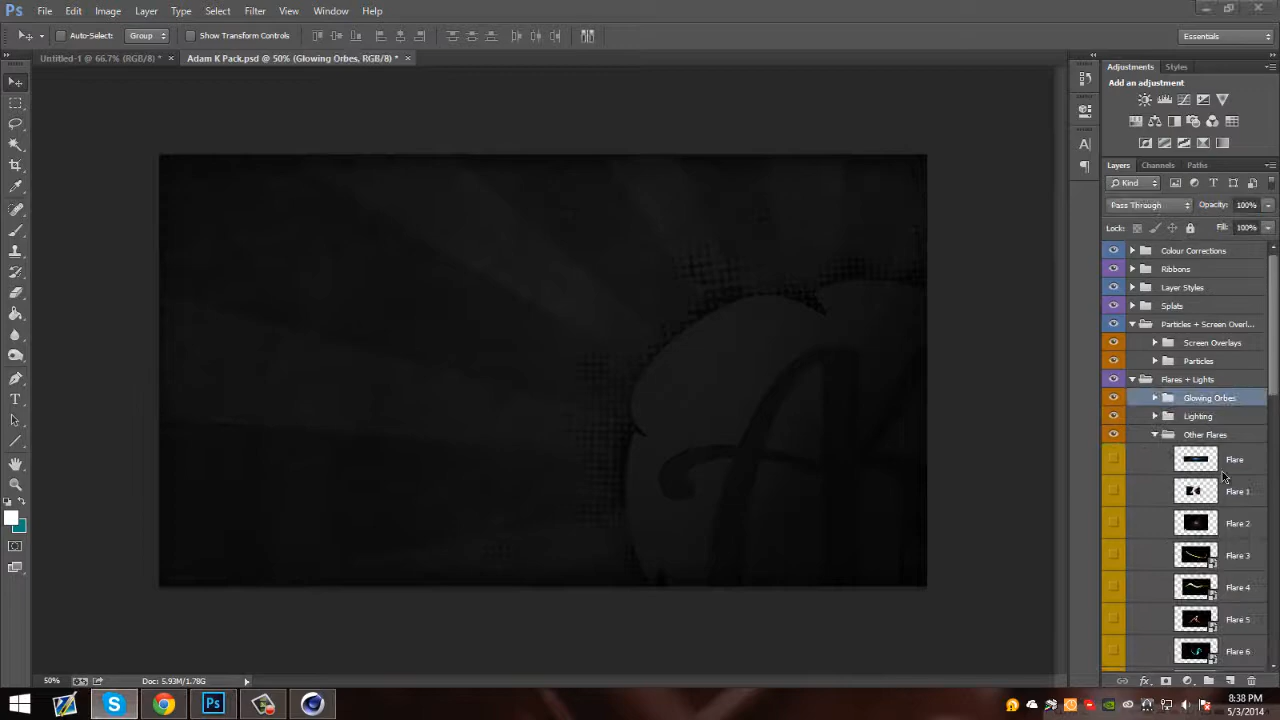 Ps File Edit Image Layer Type Select Filter View Window Help
Auto-Select: Group Show Transform Controls Essentials
Untitled-1 @ 66.7% (RGB/8) * × Adam K Pack.psd @ 50% (Glowing Orbes, RGB/8) * ×
Adjustments Styles
Add an adjustment
Layers Channels Paths
Kind
Pass Through Opacity: 100%
Lock: Fill: 100%
Colour Corrections
Ribbons
Layer Styles
Splats
Particles + Screen Overl...
Screen Overlays
Particles
Flares + Lights
Glowing Orbes
Lighting
Other Flares
Flare
Flare 1
Flare 2
Flare 3
Flare 4
Flare 5
Flare 6
50% Doc: 5.93M/1.78G
8:38 PM
5/3/2014